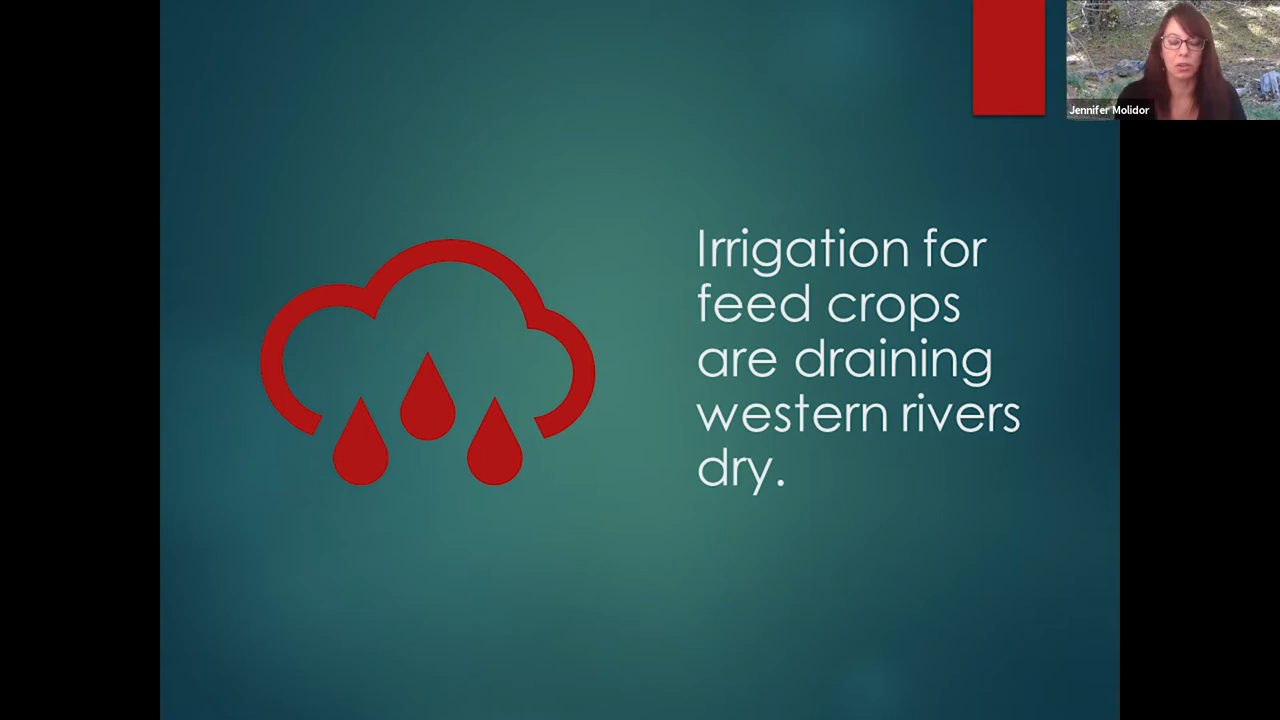 Jennifer Molidor
Irrigation for
feed crops
are draining
western rivers
dry.